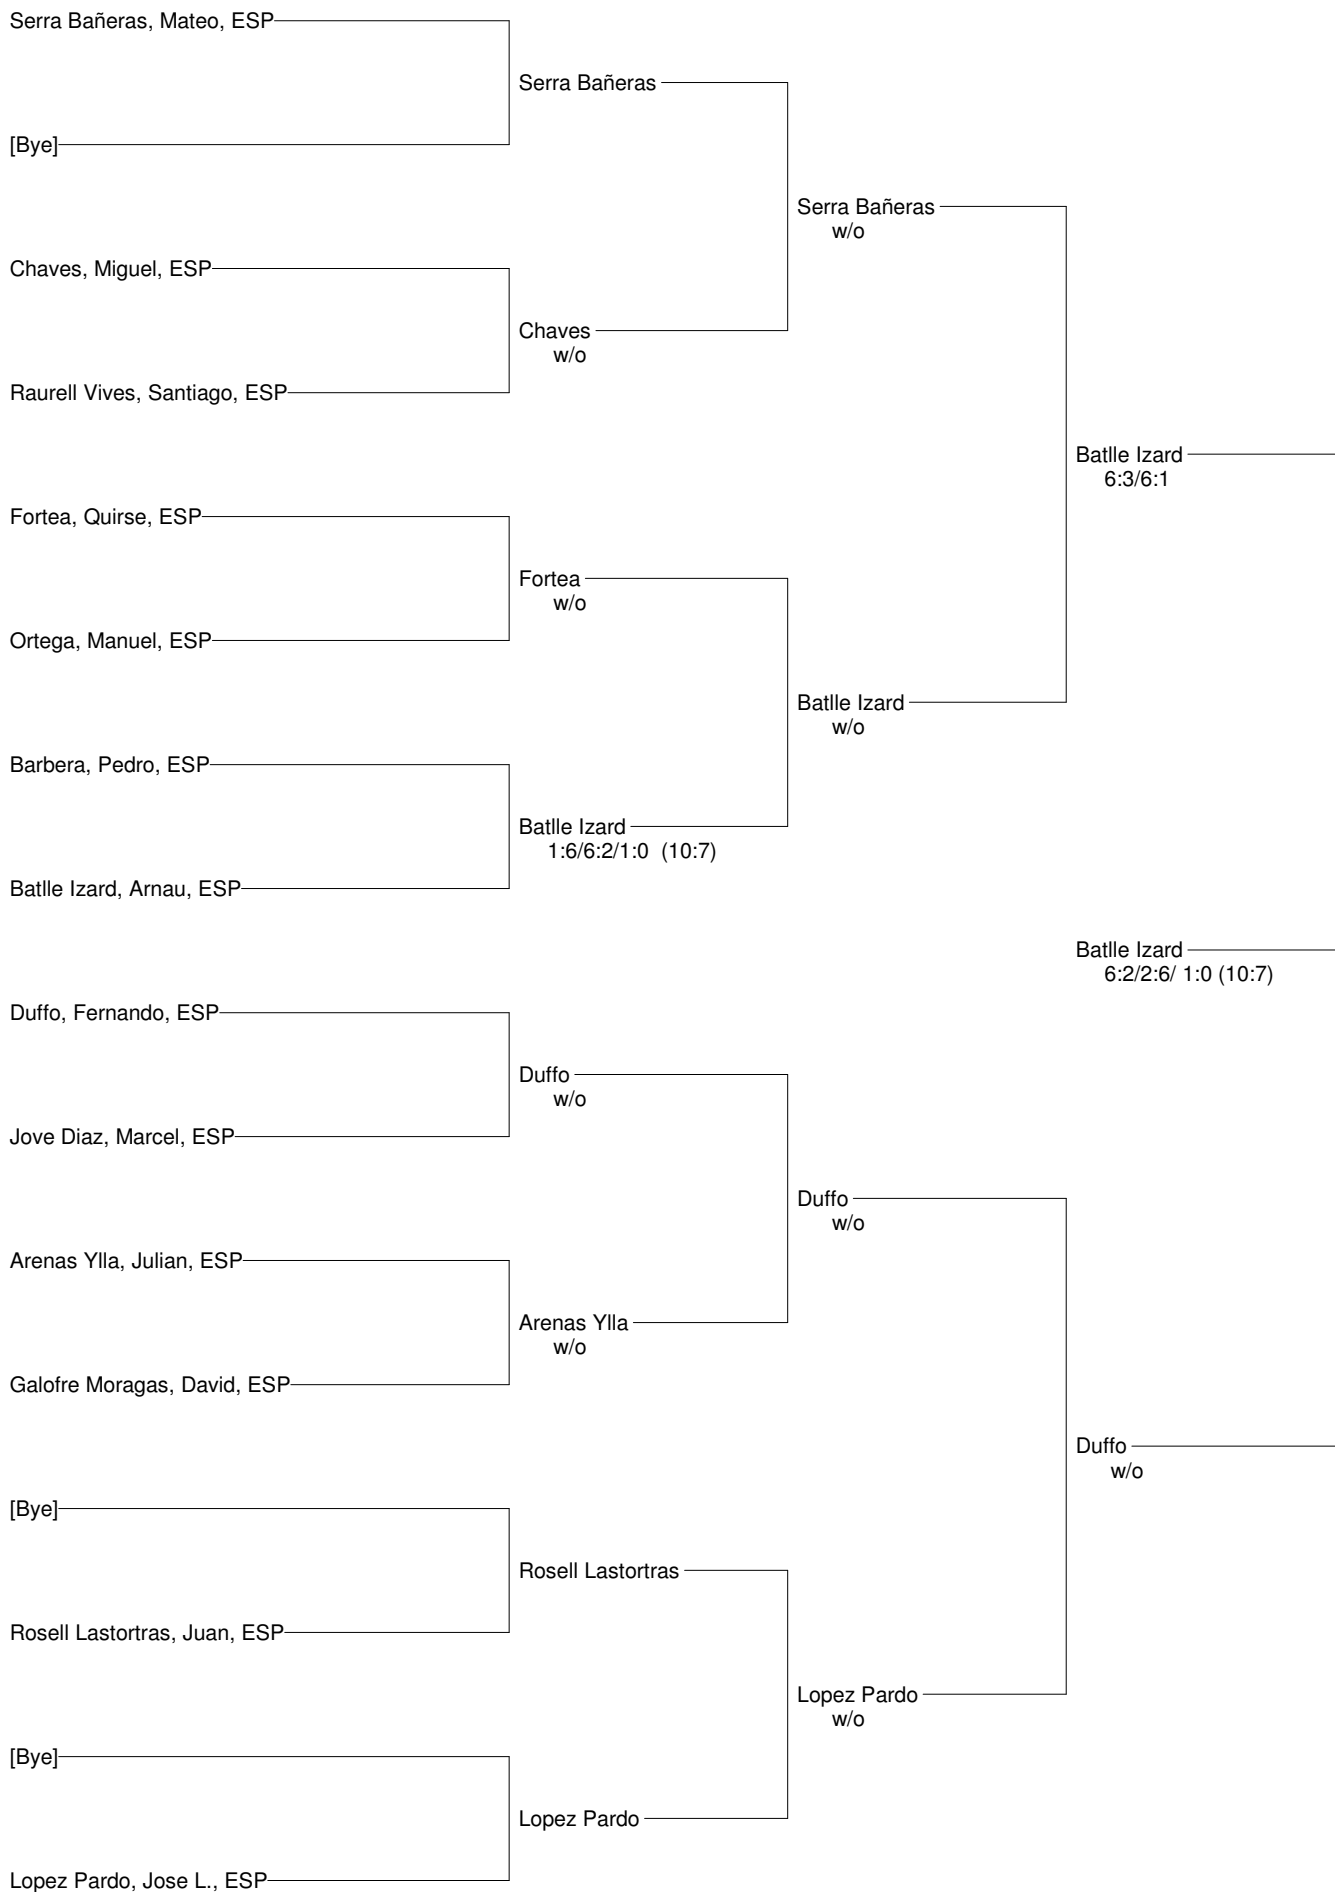 Serra Bañeras, Mateo, ESP
Serra Bañeras
[Bye]
Serra Bañeras
w/o
Chaves, Miguel, ESP
Chaves
w/o
Raurell Vives, Santiago, ESP
Batlle Izard
6:3/6:1
Fortea, Quirse, ESP
Fortea
w/o
Ortega, Manuel, ESP
Batlle Izard
w/o
Barbera, Pedro, ESP
Batlle Izard
1:6/6:2/1:0 (10:7)
Batlle Izard, Arnau, ESP
Batlle Izard
6:2/2:6/ 1:0 (10:7)
Duffo, Fernando, ESP
Duffo
w/o
Jove Diaz, Marcel, ESP
Duffo
w/o
Arenas Ylla, Julian, ESP
Arenas Ylla
w/o
Galofre Moragas, David, ESP
Duffo
w/o
[Bye]
Rosell Lastortras
Rosell Lastortras, Juan, ESP
Lopez Pardo
w/o
[Bye]
Lopez Pardo
Lopez Pardo, Jose L., ESP